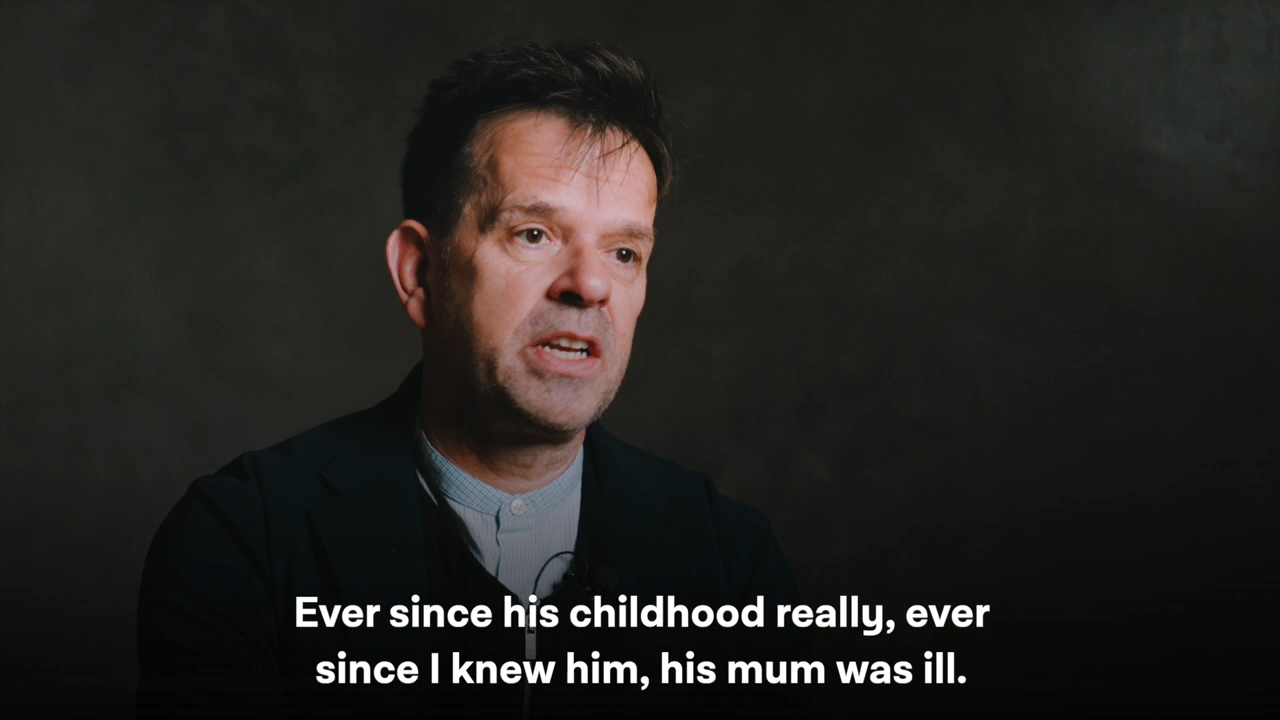 Ever since his childhood really, ever
since I knew him, his mum was ill.